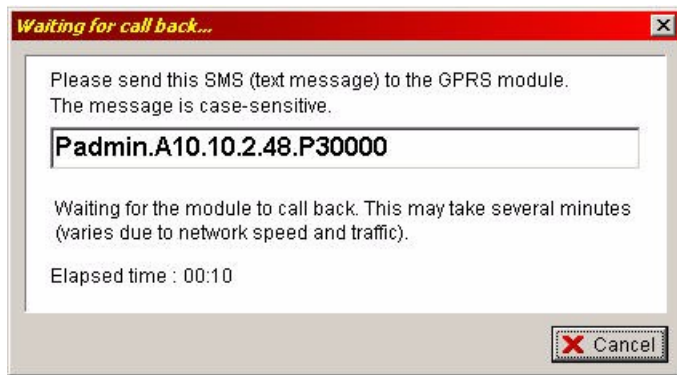 Waiting for call back...
Please send this SMS (text message) to the GPRS module.
The message is case-sensitive.
Padmin.A10.10.2.48.P30000
Waiting for the module to call back. This may take several minutes
(varies due to network speed and traffic).
Elapsed time : 00:10
Cancel